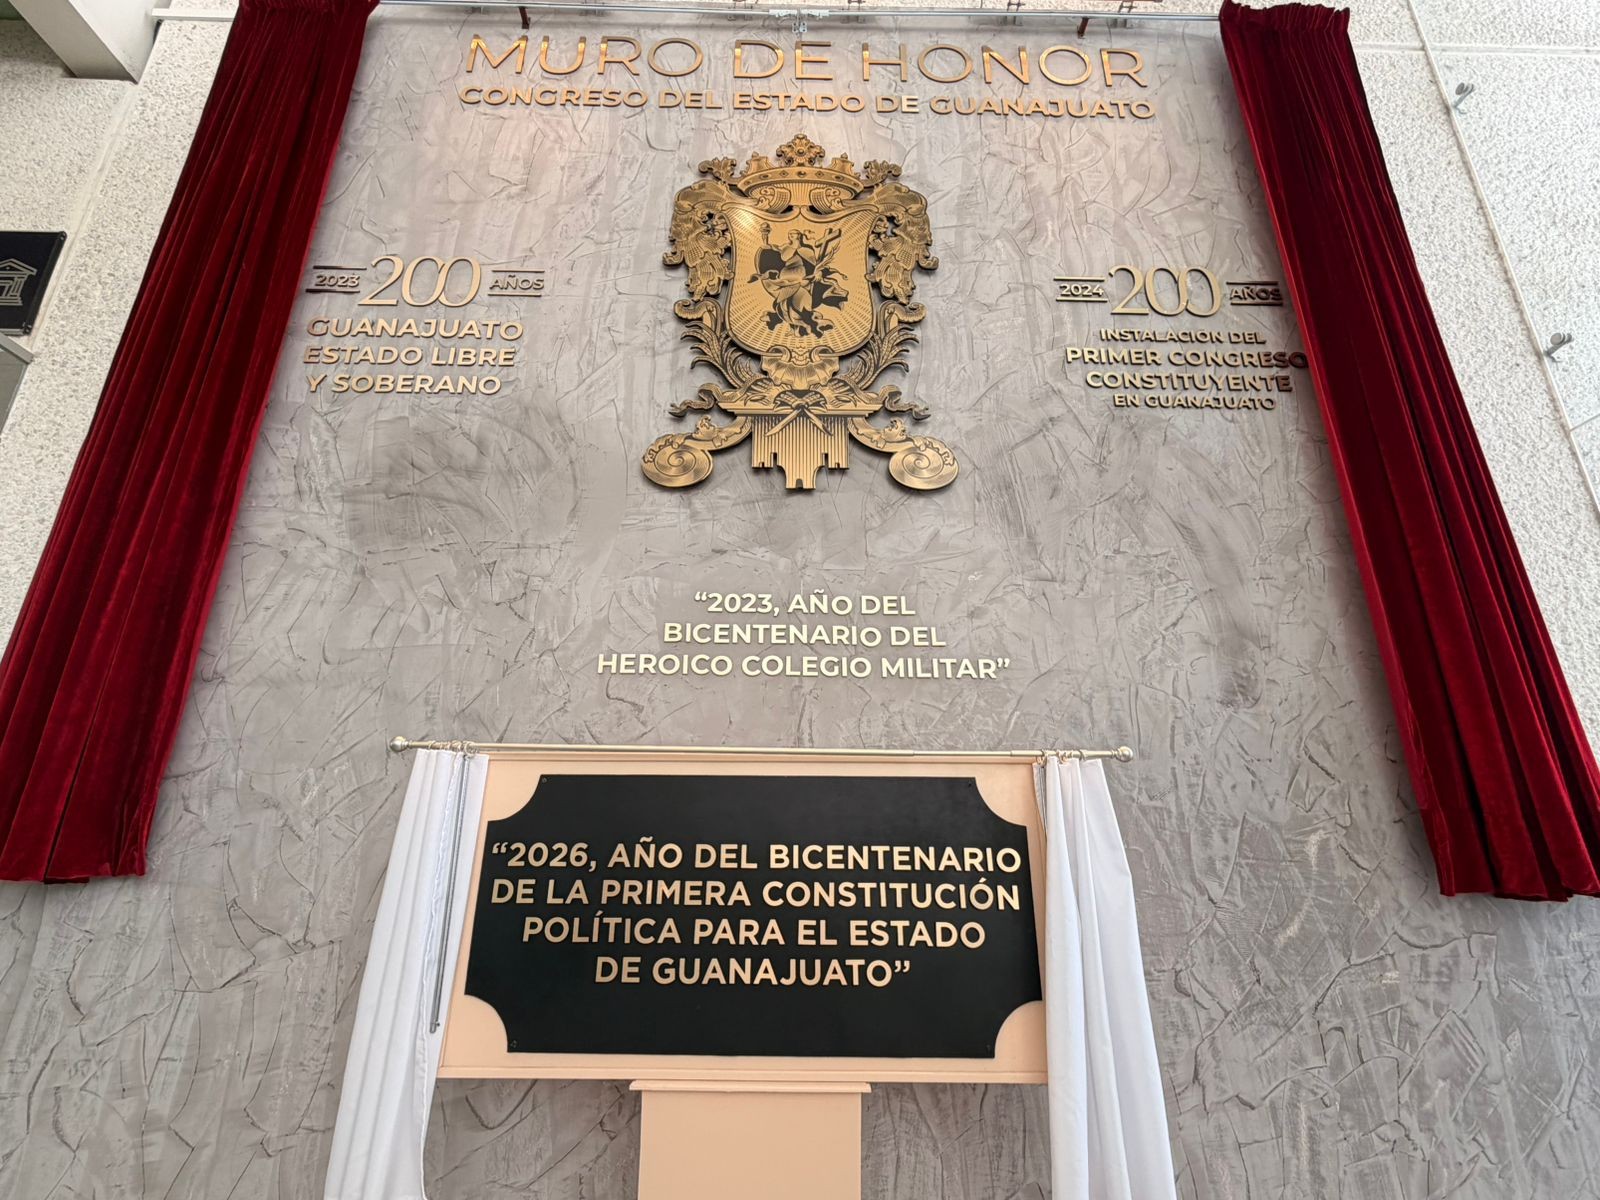 MURO DE HONOR
CONGRESO DEL ESTADO DE GUANAJUATO
2023 200 AÑOS
GUANAJUATO
ESTADO LIBRE
Y SOBERANO
2024 200 AÑOS
INSTALACIÓN DEL
PRIMER CONGRESO
CONSTITUYENTE
EN GUANAJUATO
“2023, AÑO DEL
BICENTENARIO DEL
HEROICO COLEGIO MILITAR”
“2026, AÑO DEL BICENTENARIO
DE LA PRIMERA CONSTITUCIÓN
POLÍTICA PARA EL ESTADO
DE GUANAJUATO”